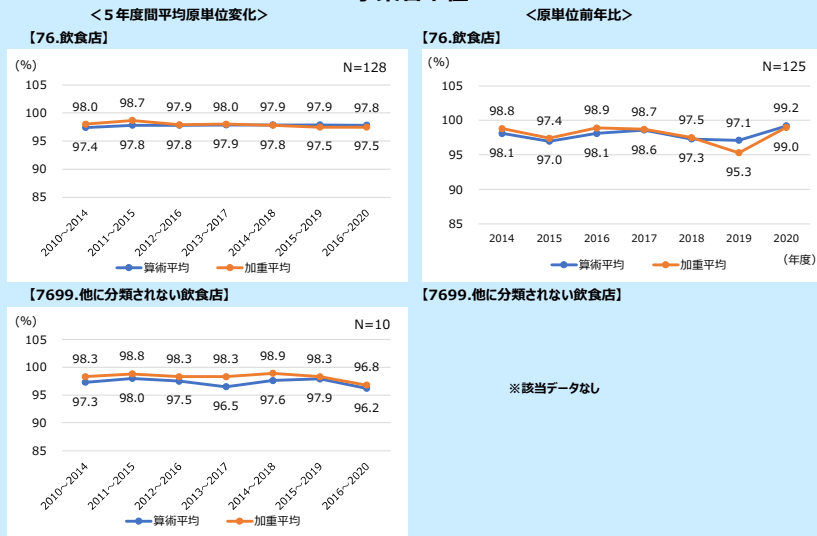 <５年度間平均原単位変化>
<原単位前年比>
【76.飲食店】
【76.飲食店】
(%)
N=128
105
100
95
90
85
98.0 98.7 97.9 98.0 97.9 97.9 97.8
97.4 97.8 97.8 97.9 97.8 97.5 97.5
2010～2014 2011～2015 2012～2016 2013～2017 2014～2018 2015～2019 2016～2020
算術平均 加重平均
(%)
N=125
105
100
95
90
85
98.8 97.4 98.9 98.7 97.5 97.1 99.2
98.1 97.0 98.1 98.6 97.3 95.3 99.0
2014 2015 2016 2017 2018 2019 2020
(年度)
算術平均 加重平均
【7699.他に分類されない飲食店】
【7699.他に分類されない飲食店】
(%)
N=10
105
100
95
90
85
98.3 98.8 98.3 98.3 98.9 98.3 96.8
97.3 98.0 97.5 96.5 97.6 97.9 96.2
2010～2014 2011～2015 2012～2016 2013～2017 2014～2018 2015～2019 2016～2020
算術平均 加重平均
※該当データなし